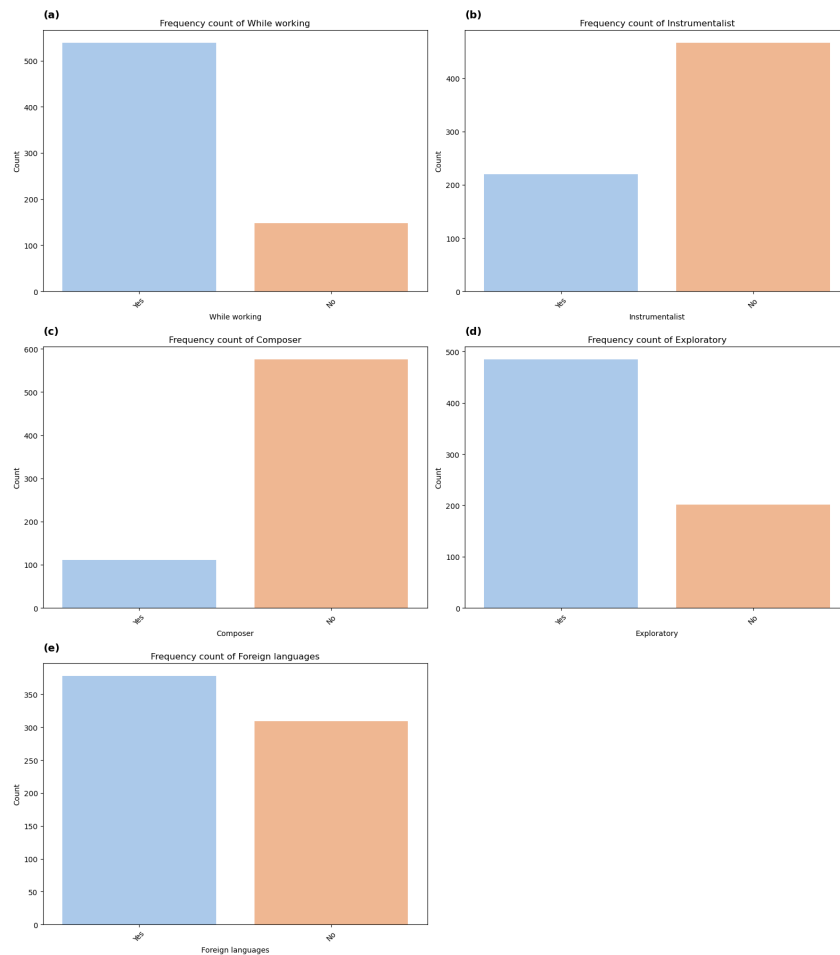 (a)
Frequency count of While working
500
400
300
200
100
0
Count
Yes
No
While working
(b)
Frequency count of Instrumentalist
400
300
200
100
0
Count
Yes
No
Instrumentalist
(c)
Frequency count of Composer
600
500
400
300
200
100
0
Count
Yes
No
Composer
(d)
Frequency count of Exploratory
500
400
300
200
100
0
Count
Yes
No
Exploratory
(e)
Frequency count of Foreign languages
350
300
250
200
150
100
50
0
Count
Yes
No
Foreign languages